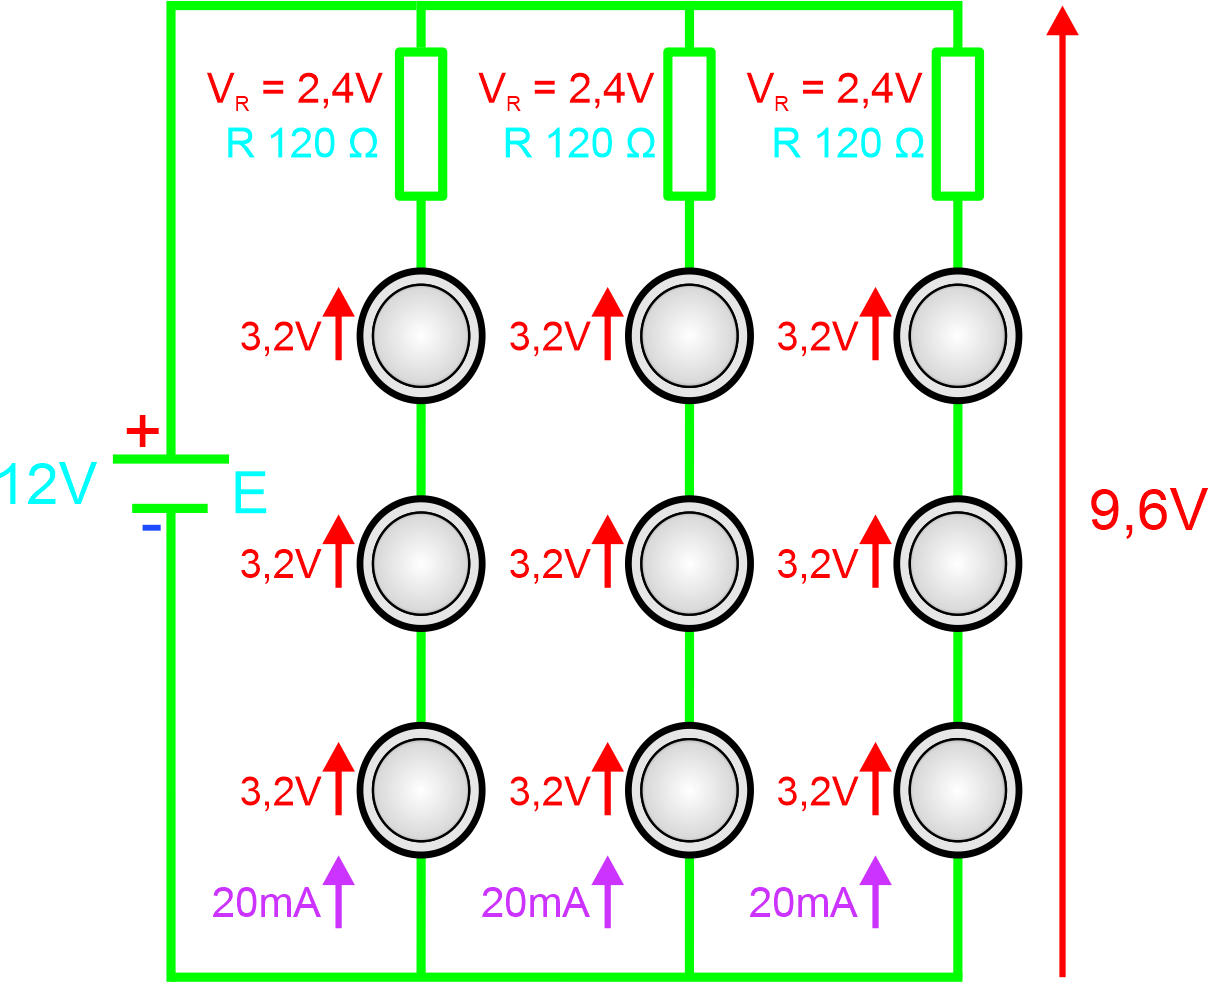 V_R = 2,4V V_R = 2,4V V_R = 2,4V
R 120 Ω R 120 Ω R 120 Ω
3,2V 3,2V 3,2V
+
12V E
-
9,6V
3,2V 3,2V 3,2V
3,2V 3,2V 3,2V
20mA 20mA 20mA